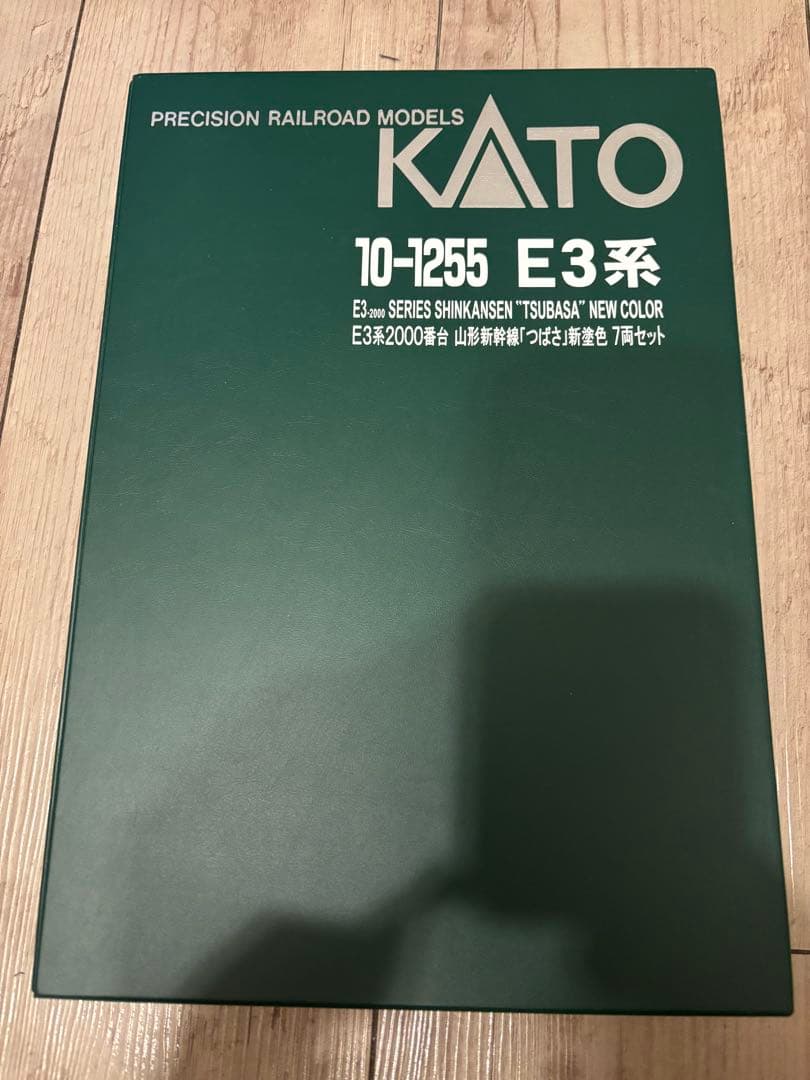 PRECISION RAILROAD MODELS
KATO
10-1255 E3系
E3-2000 SERIES SHINKANSEN "TSUBASA" NEW COLOR
E3系2000番台 山形新幹線「つばさ」新塗色 7両セット